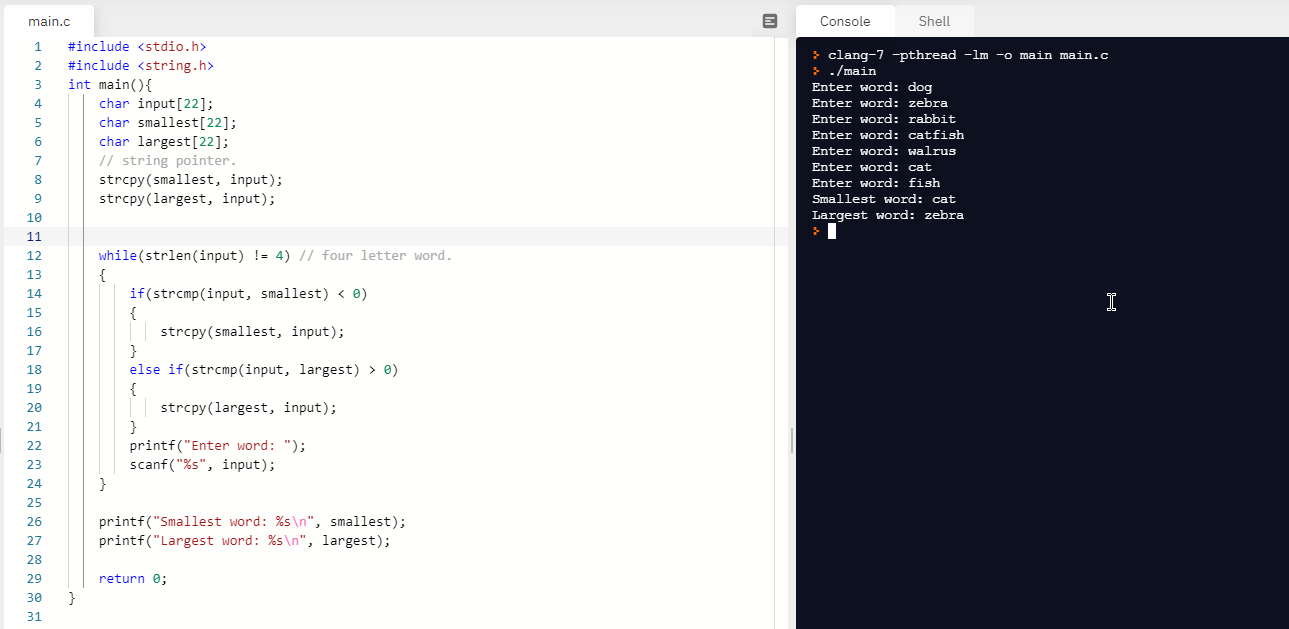 main.c
1 #include <stdio.h>
2 #include <string.h>
3 int main(){
4     char input[22];
5     char smallest[22];
6     char largest[22];
7     // string pointer.
8     strcpy(smallest, input);
9     strcpy(largest, input);
10
11
12     while(strlen(input) != 4) // four letter word.
13     {
14         if(strcmp(input, smallest) < 0)
15         {
16             strcpy(smallest, input);
17         }
18         else if(strcmp(input, largest) > 0)
19         {
20             strcpy(largest, input);
21         }
22         printf("Enter word: ");
23         scanf("%s", input);
24     }
25
26     printf("Smallest word: %s\n", smallest);
27     printf("Largest word: %s\n", largest);
28
29     return 0;
30 }
31
Console Shell
> clang-7 -pthread -lm -o main main.c
> ./main
Enter word: dog
Enter word: zebra
Enter word: rabbit
Enter word: catfish
Enter word: walrus
Enter word: cat
Enter word: fish
Smallest word: cat
Largest word: zebra
>